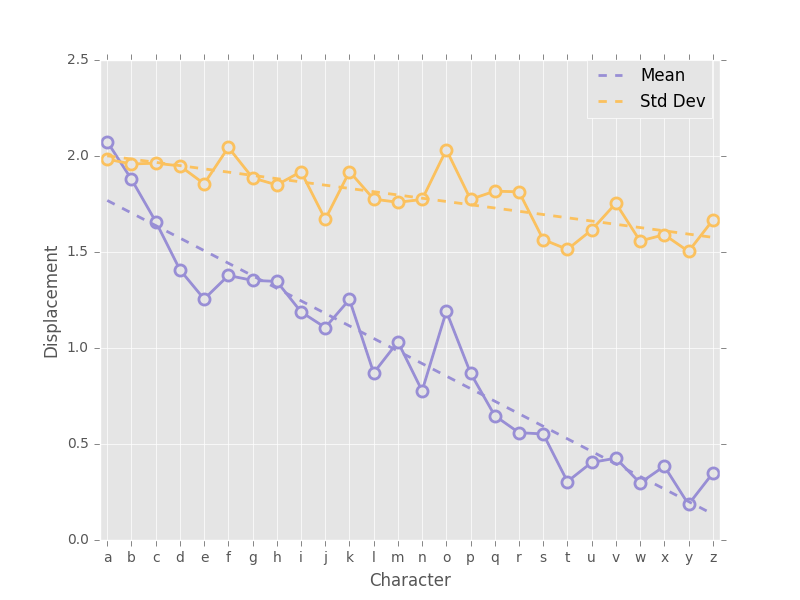 2.5
Mean
Std Dev
2.0
1.5
1.0
0.5
0.0
Displacement
a b c d e f g h i j k l m n o p q r s t u v w x y z
Character